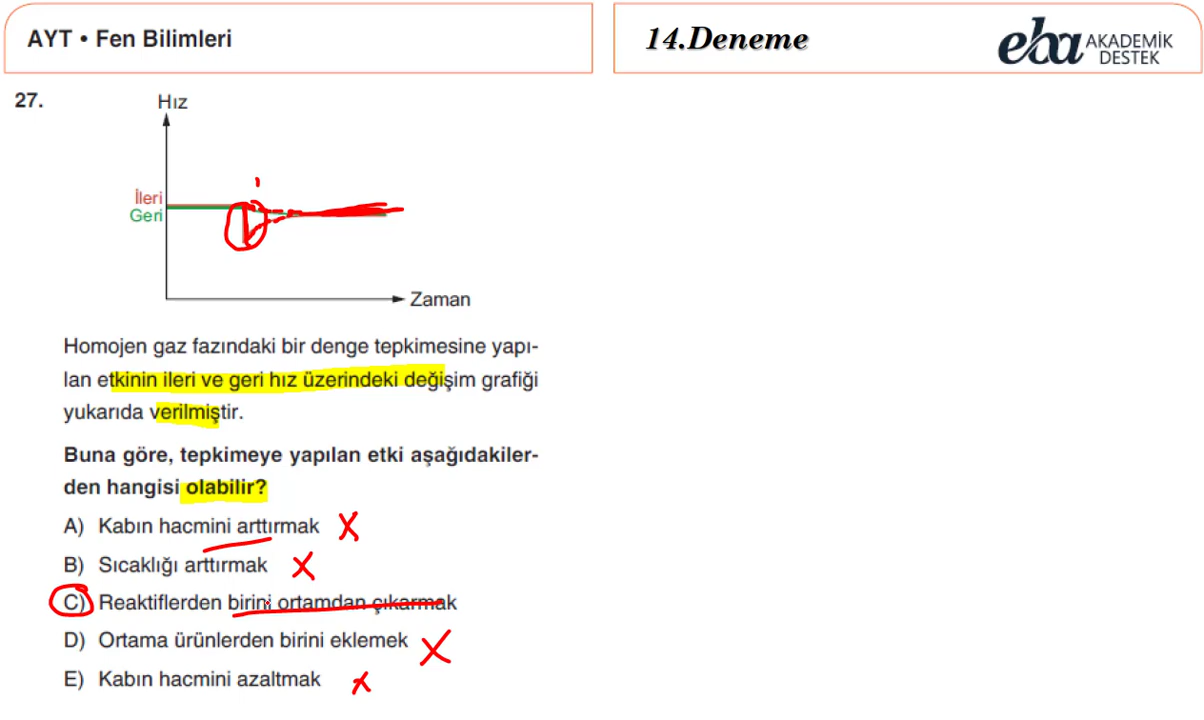 AYT • Fen Bilimleri
14.Deneme
eba AKADEMİK
DESTEK
27.
Hız
İleri
Geri
Zaman
Homojen gaz fazındaki bir denge tepkimesine yapı-
lan etkinin ileri ve geri hız üzerindeki değişim grafiği
yukarıda verilmiştir.
Buna göre, tepkimeye yapılan etki aşağıdakiler-
den hangisi olabilir?
A) Kabın hacmini arttırmak
B) Sıcaklığı arttırmak
C) Reaktiflerden birini ortamdan çıkarmak
D) Ortama ürünlerden birini eklemek
E) Kabın hacmini azaltmak